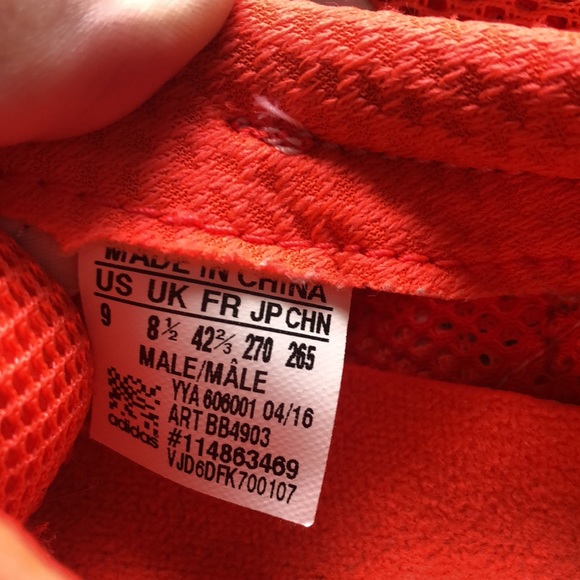 MADE IN CHINA
US UK FR JP CHN
9 8½ 42⅔ 270 265
MALE/MÂLE
YYA 606001 04/16
ART BB4903
#114863469
VJD6DFK700107
adidas